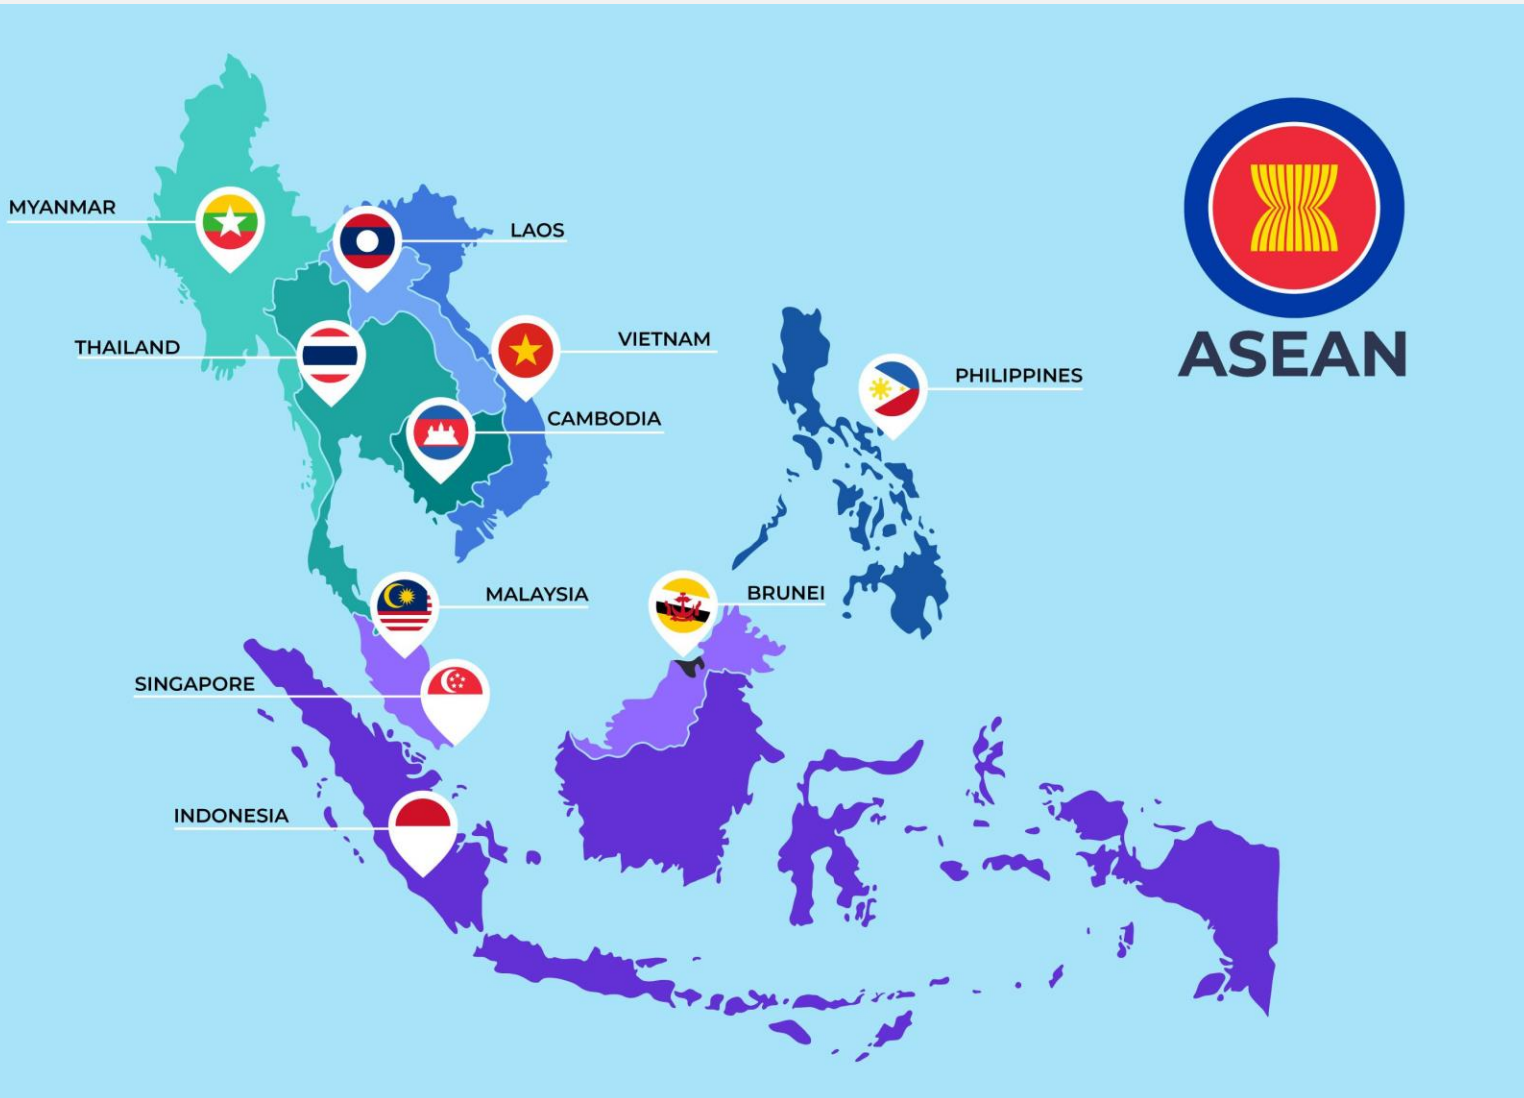 MYANMAR
LAOS
THAILAND
VIETNAM
PHILIPPINES
ASEAN
CAMBODIA
MALAYSIA
BRUNEI
SINGAPORE
INDONESIA